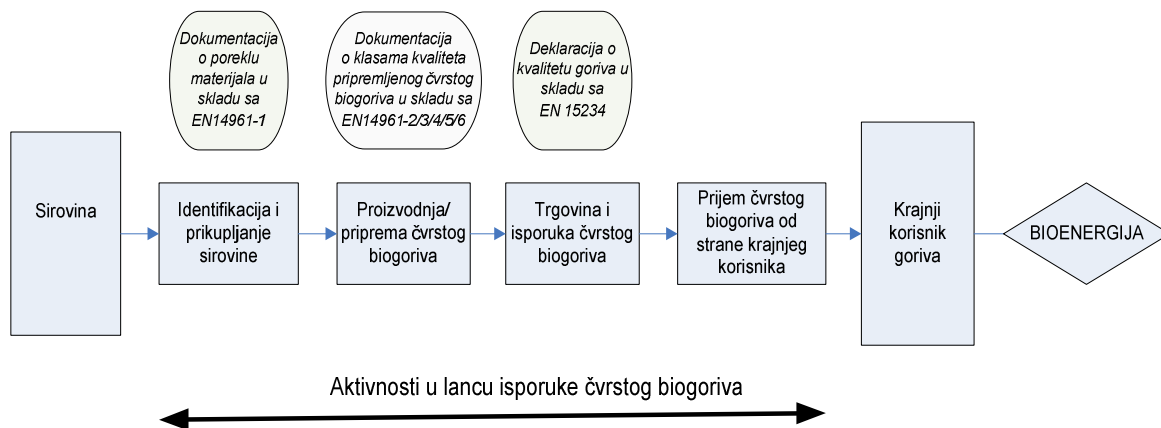 Dokumentacija
o poreklu
materijala u
skladu sa
EN14961-1
Dokumentacija
o klasama kvaliteta
pripremljenog čvrstog
biogoriva u skladu sa
EN14961-2/3/4/5/6
Deklaracija o
kvalitetu goriva u
skladu sa
EN 15234
Sirovina
Identifikacija i
prikupljanje
sirovine
Proizvodnja/
priprema čvrstog
biogoriva
Trgovina i
isporuka čvrstog
biogoriva
Prijem čvrstog
biogoriva od
strane krajnjeg
korisnika
Krajnji
korisnik
goriva
BIOENERGIJA
Aktivnosti u lancu isporuke čvrstog biogoriva